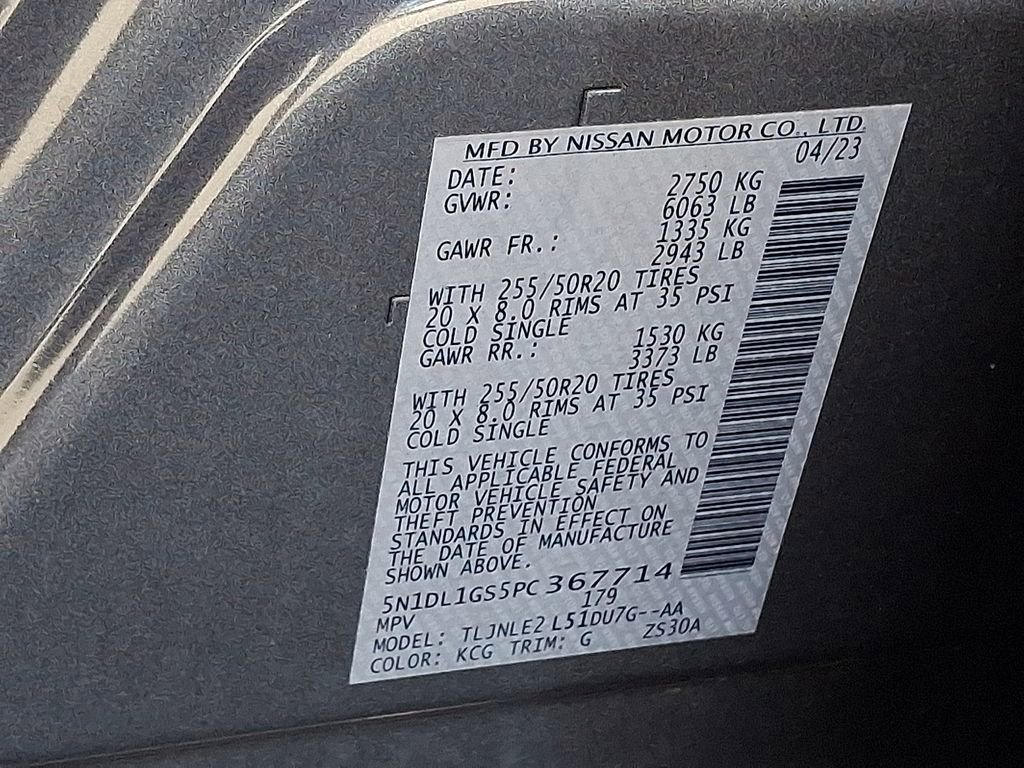 MFD BY NISSAN MOTOR CO., LTD.
DATE: 04/23
GVWR: 2750 KG
6063 LB
GAWR FR.: 1335 KG
2943 LB
WITH 255/50R20 TIRES
20 X 8.0 RIMS AT 35 PSI
COLD SINGLE
GAWR RR.: 1530 KG
3373 LB
WITH 255/50R20 TIRES
20 X 8.0 RIMS AT 35 PSI
COLD SINGLE
THIS VEHICLE CONFORMS TO
ALL APPLICABLE FEDERAL
MOTOR VEHICLE SAFETY AND
THEFT PREVENTION
STANDARDS IN EFFECT ON
THE DATE OF MANUFACTURE
SHOWN ABOVE.
5N1DL1GS5PC367714
MPV 179
MODEL: TLJNLE2 L51DU7G--AA
COLOR: KCG TRIM: G ZS30A